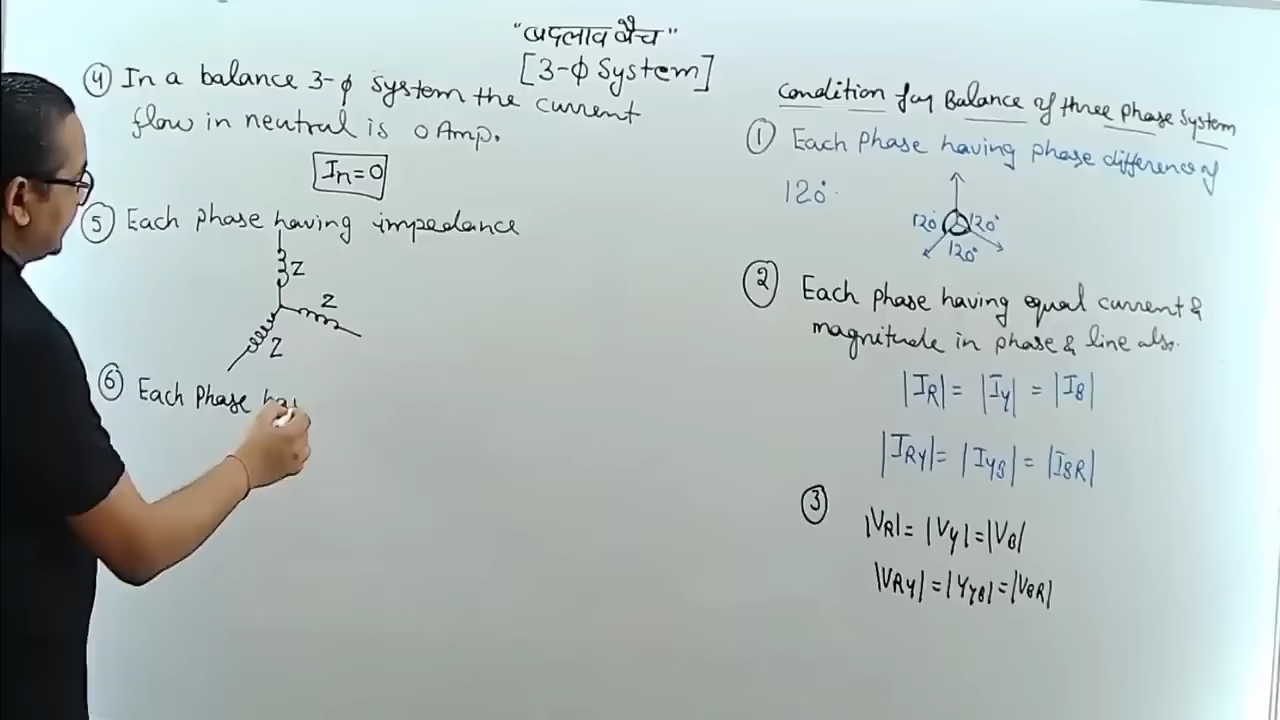 "बदलाव बैच"
[3-ϕ System]
④ In a balance 3-ϕ System the current
flow in neutral is 0 Amp.
In=0
⑤ Each phase having impedance
Z
Z
Z
⑥ Each Phase hav
Condition for Balance of three phase system
① Each Phase having phase difference of
120°
120° 120°
120°
② Each phase having equal current &
magnitude in phase & line also.
|IR| = |IY| = |IB|
|IRY| = |IYB| = |IBR|
③
|VR| = |VY| = |VB|
|VRY| = |VYB| = |VBR|